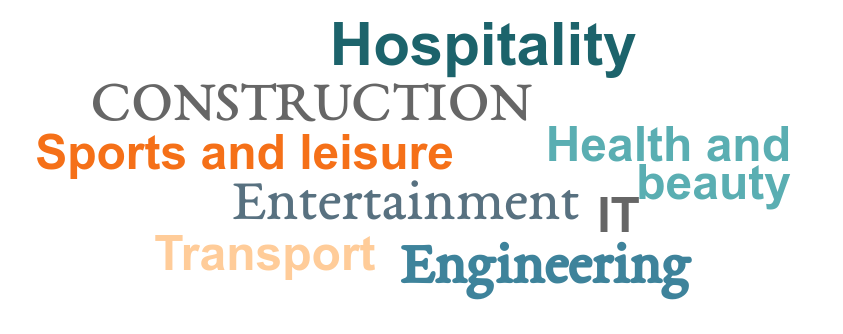 Hospitality
CONSTRUCTION
Sports and leisure
Health and
beauty
Entertainment
IT
Transport
Engineering